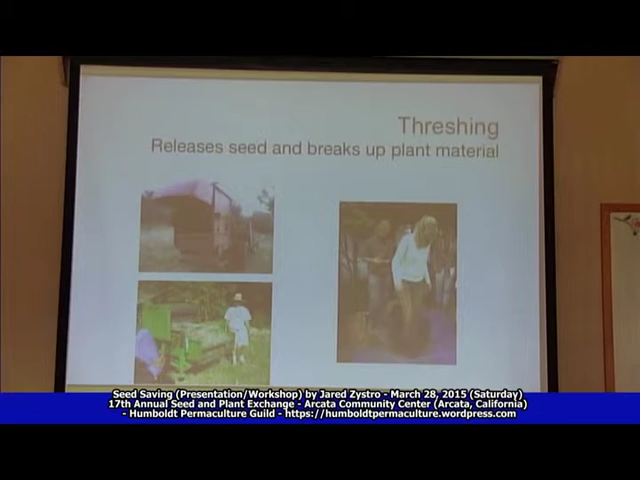 Threshing
Releases seed and breaks up plant material
Seed Saving (Presentation/Workshop) by Jared Zystro - March 28, 2015 (Saturday)
17th Annual Seed and Plant Exchange - Arcata Community Center (Arcata, California)
- Humboldt Permaculture Guild - https://humboldtpermaculture.wordpress.com